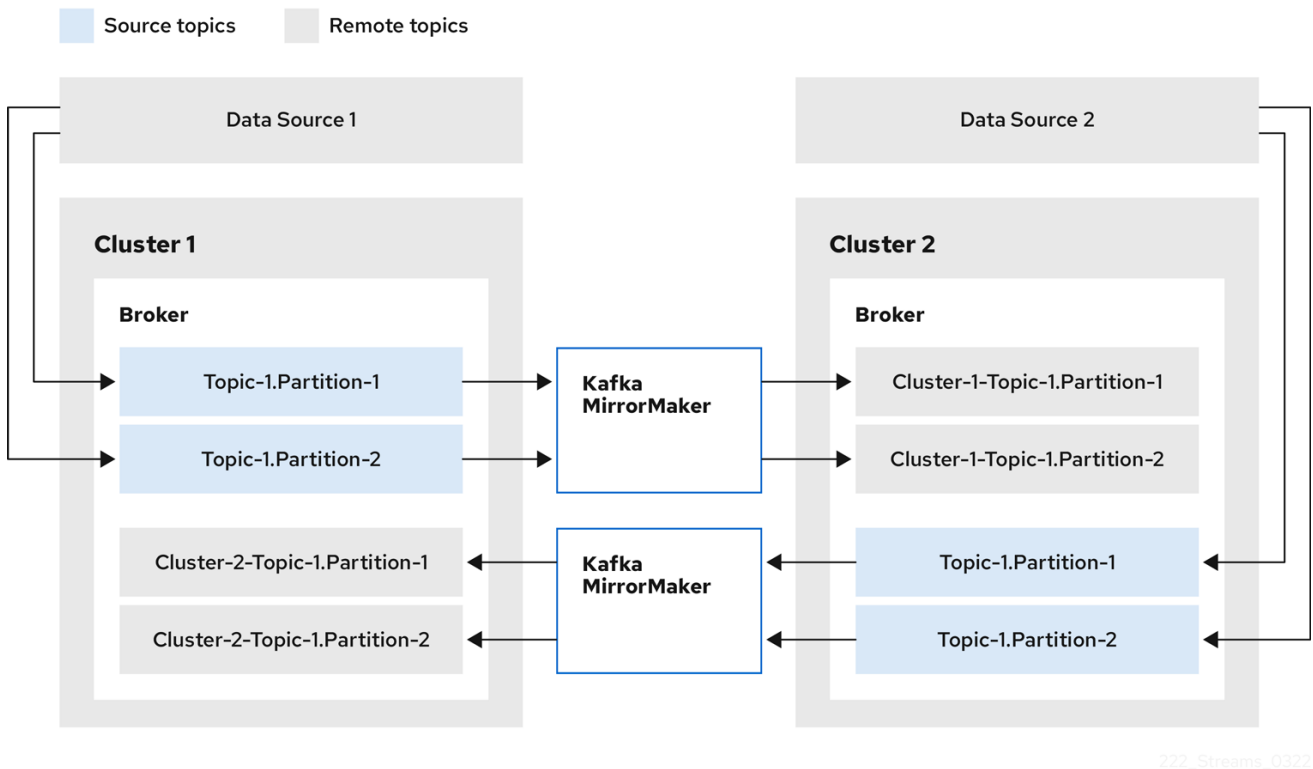 Source topics
Remote topics
Data Source 1
Data Source 2
Cluster 1
Cluster 2
Broker
Broker
Topic-1.Partition-1
Kafka
MirrorMaker
Cluster-1-Topic-1.Partition-1
Topic-1.Partition-2
Cluster-1-Topic-1.Partition-2
Cluster-2-Topic-1.Partition-1
Kafka
MirrorMaker
Topic-1.Partition-1
Cluster-2-Topic-1.Partition-2
Topic-1.Partition-2
222_Streams_0322